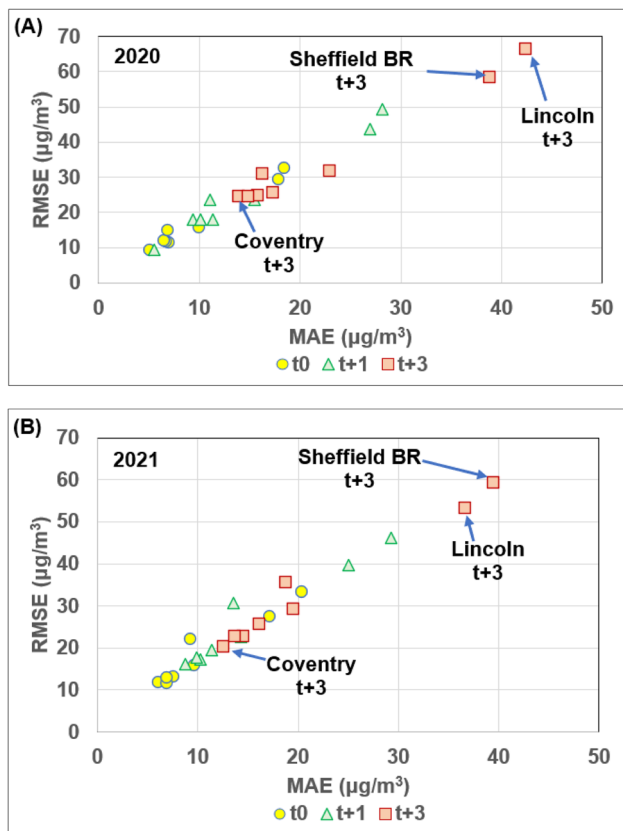 (A)
70
2020
Sheffield BR
t+3
60
50
Lincoln
t+3
40
30
20
Coventry
t+3
10
0
RMSE (µg/m³)
0 10 20 30 40 50
MAE (µg/m³)
t0 t+1 t+3
(B)
70
2021
Sheffield BR
t+3
60
50
Lincoln
t+3
40
30
20
Coventry
t+3
10
0
RMSE (µg/m³)
0 10 20 30 40 50
MAE (µg/m³)
t0 t+1 t+3